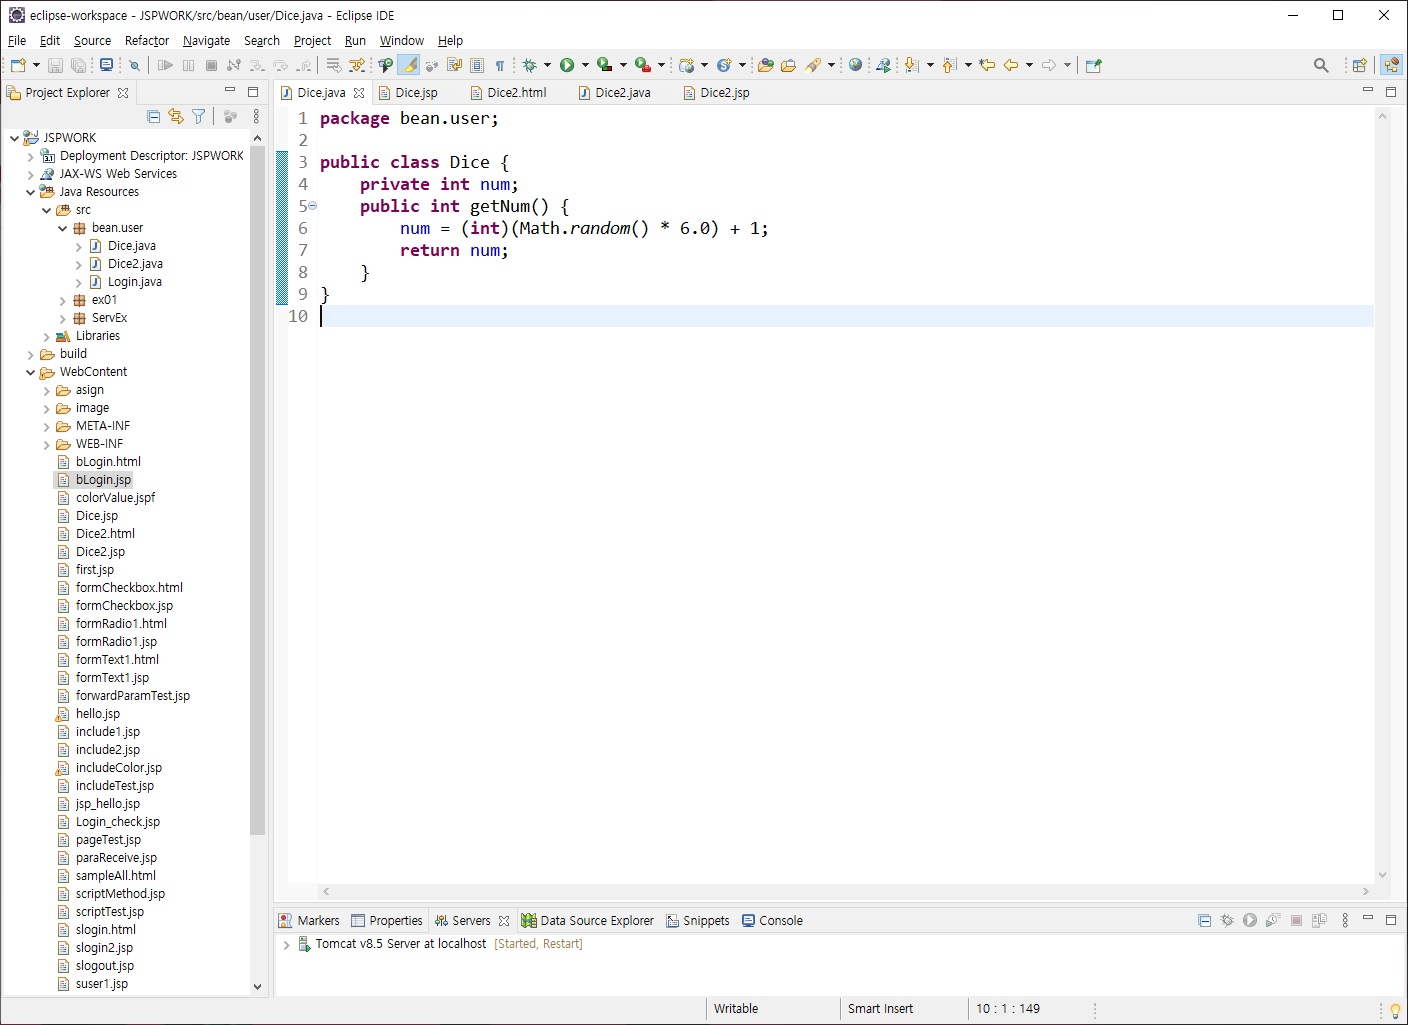 eclipse-workspace - JSPWORK/src/bean/user/Dice.java - Eclipse IDE
File Edit Source Refactor Navigate Search Project Run Window Help
Project Explorer
JSPWORK
Deployment Descriptor: JSPWORK
JAX-WS Web Services
Java Resources
src
bean.user
Dice.java
Dice2.java
Login.java
ex01
ServEx
Libraries
build
WebContent
asign
image
META-INF
WEB-INF
bLogin.html
bLogin.jsp
colorValue.jspf
Dice.jsp
Dice2.html
Dice2.jsp
first.jsp
formCheckbox.html
formCheckbox.jsp
formRadio1.html
formRadio1.jsp
formText1.html
formText1.jsp
forwardParamTest.jsp
hello.jsp
include1.jsp
include2.jsp
includeColor.jsp
includeTest.jsp
jsp_hello.jsp
Login_check.jsp
pageTest.jsp
paraReceive.jsp
sampleAll.html
scriptMethod.jsp
scriptTest.jsp
slogin.html
slogin2.jsp
slogout.jsp
suser1.jsp
Dice.java Dice.jsp Dice2.html Dice2.java Dice2.jsp
1 package bean.user;
2
3 public class Dice {
4 private int num;
5 public int getNum() {
6 num = (int)(Math.random() * 6.0) + 1;
7 return num;
8 }
9 }
10
Markers Properties Servers Data Source Explorer Snippets Console
Tomcat v8.5 Server at localhost [Started, Restart]
Writable Smart Insert 10 : 1 : 149